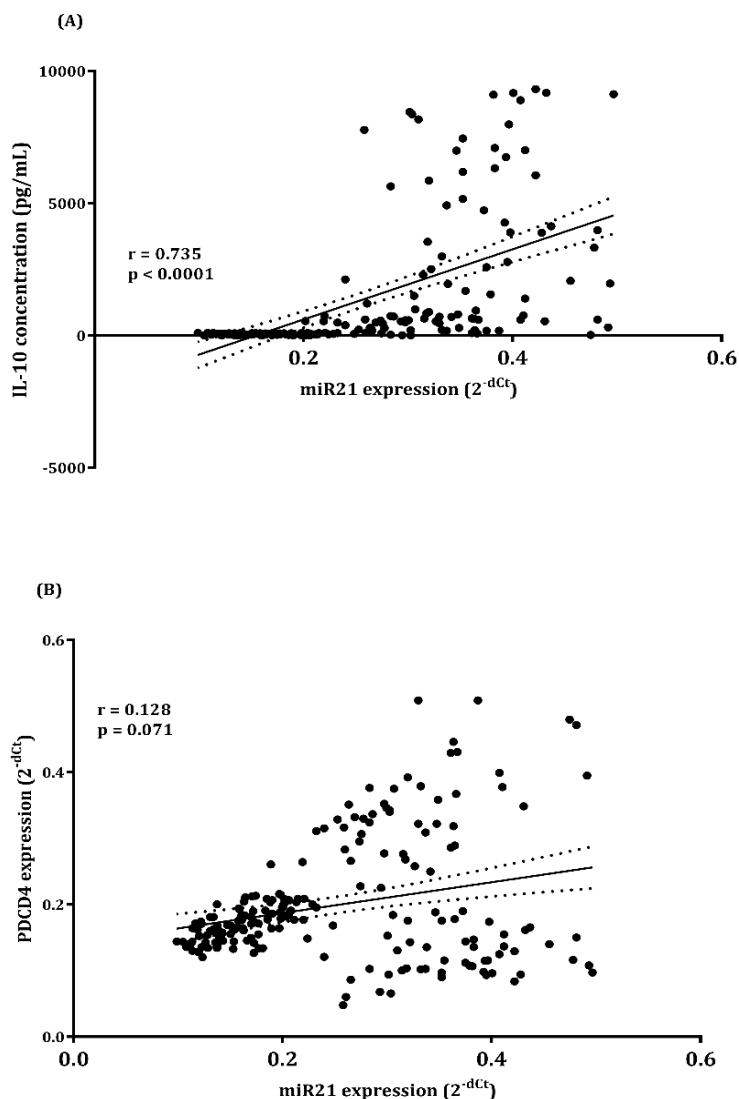 (A)
10000
5000
0
-5000
IL-10 concentration (pg/mL)
r = 0.735
p < 0.0001
0.2
0.4
0.6
miR21 expression (2^-dCt)
(B)
0.6
0.4
0.2
0.0
PDCD4 expression (2^-dCt)
r = 0.128
p = 0.071
0.0
0.2
0.4
0.6
miR21 expression (2^-dCt)